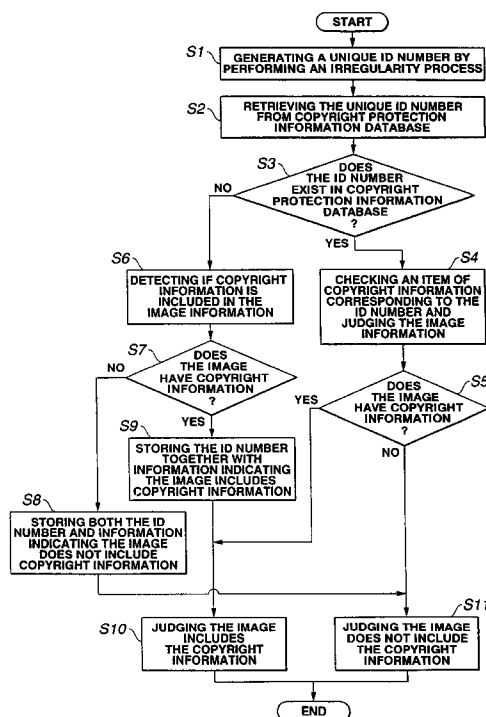 START
S1
GENERATING A UNIQUE ID NUMBER BY
PERFORMING AN IRREGULARITY PROCESS
S2
RETRIEVING THE UNIQUE ID NUMBER
FROM COPYRIGHT PROTECTION
INFORMATION DATABASE
S3
DOES
THE ID NUMBER
EXIST IN COPYRIGHT
PROTECTION INFORMATION
DATABASE
?
NO
YES
S6
DETECTING IF COPYRIGHT
INFORMATION IS
INCLUDED IN THE
IMAGE INFORMATION
S4
CHECKING AN ITEM OF
COPYRIGHT INFORMATION
CORRESPONDING TO THE
ID NUMBER AND
JUDGING THE IMAGE
INFORMATION
S7
DOES
THE IMAGE
HAVE COPYRIGHT
INFORMATION
?
NO
YES
S5
DOES
THE IMAGE
HAVE COPYRIGHT
INFORMATION
?
YES
NO
S9
STORING THE ID NUMBER
TOGETHER WITH
INFORMATION INDICATING
THE IMAGE INCLUDES
COPYRIGHT INFORMATION
S8
STORING BOTH THE ID
NUMBER AND INFORMATION
INDICATING THE IMAGE
DOES NOT INCLUDE
COPYRIGHT INFORMATION
S10
JUDGING THE IMAGE
INCLUDES
THE COPYRIGHT
INFORMATION
S11
JUDGING THE IMAGE
DOES NOT INCLUDE
THE COPYRIGHT
INFORMATION
END